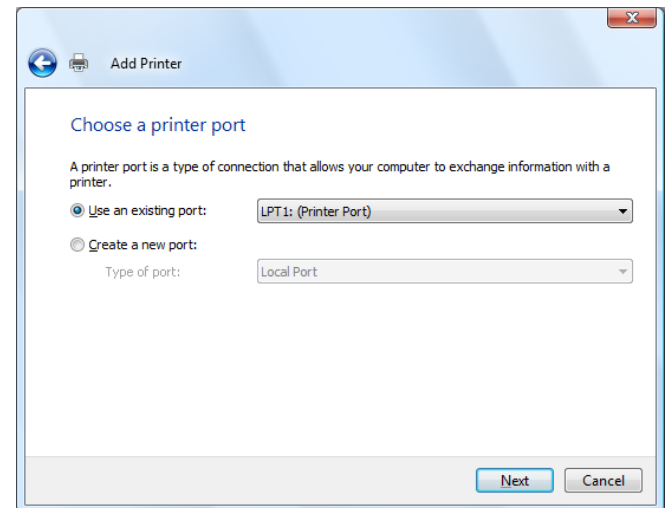 Add Printer
Choose a printer port
A printer port is a type of connection that allows your computer to exchange information with a
printer.
Use an existing port: LPT1: (Printer Port)
Create a new port:
Type of port: Local Port
Next Cancel